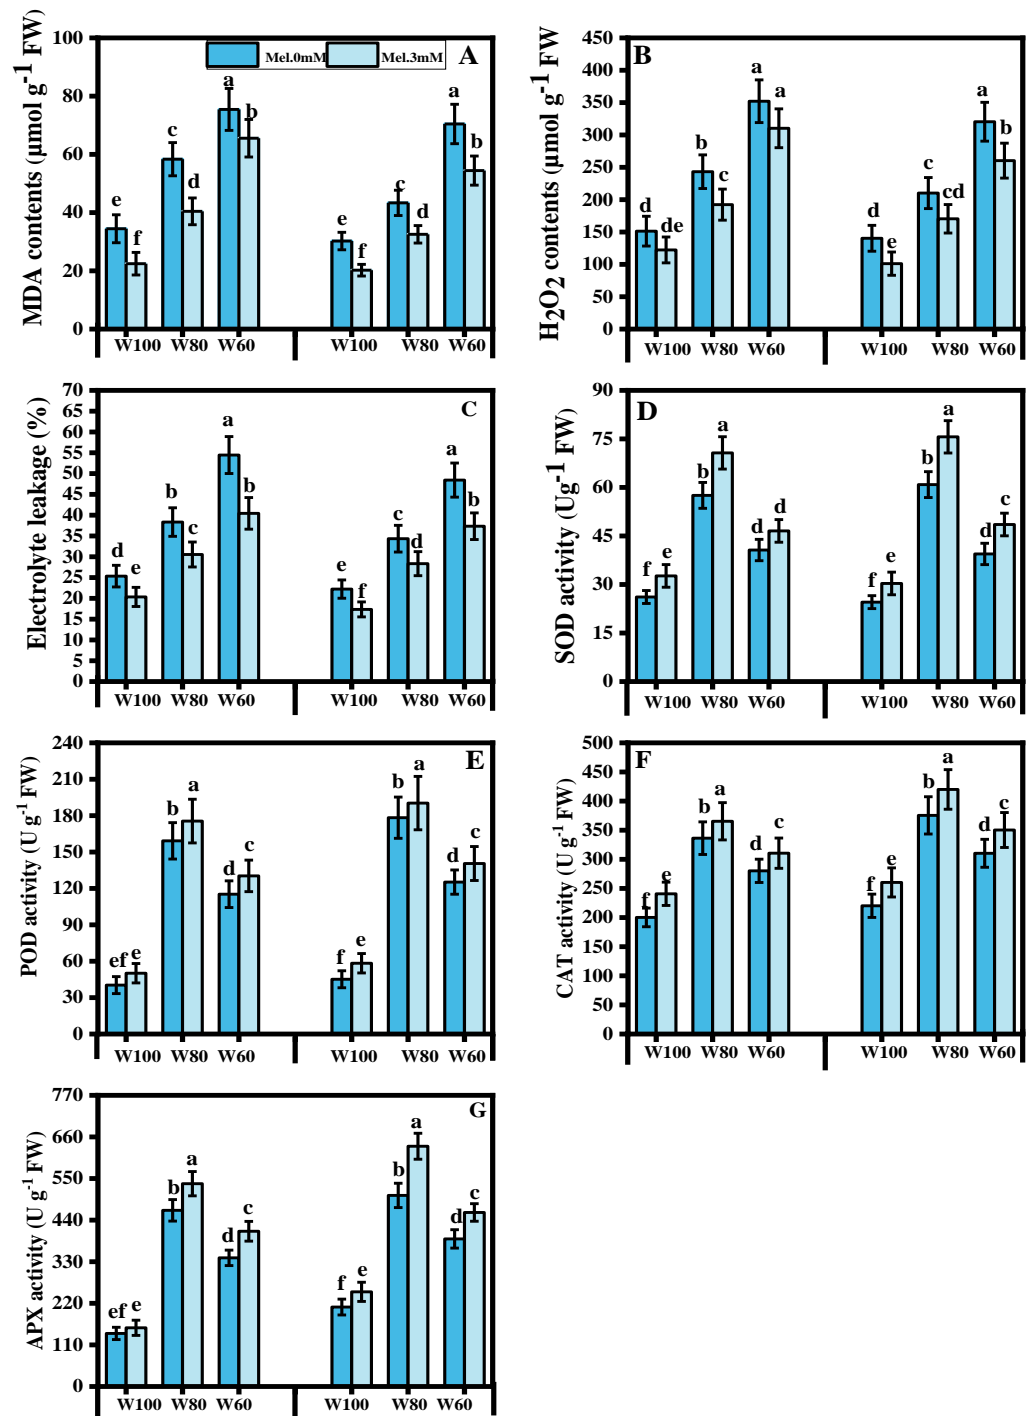 MDA contents (µmol g-1 FW)
100
80
60
40
20
0
Mel.0mM Mel.3mM
A
e f c d a b e f c d a b
W100 W80 W60 W100 W80 W60
H2O2 contents (µmol g-1 FW
450
400
350
300
250
200
150
100
50
0
B
d de b c a a d e c cd a b
W100 W80 W60 W100 W80 W60
Electrolyte leakage (%)
70
65
60
55
50
45
40
35
30
25
20
15
10
5
0
C
d e b c a b e f c d a b
W100 W80 W60 W100 W80 W60
SOD activity (Ug-1 FW)
90
75
60
45
30
15
0
D
f e b a d d f e b a d c
W100 W80 W60 W100 W80 W60
POD activity (U g-1 FW)
240
210
180
150
120
90
60
30
0
E
ef e b a d c f e b a d c
W100 W80 W60 W100 W80 W60
CAT activity (U g-1 FW)
500
450
400
350
300
250
200
150
100
50
0
F
f e b a d c f e b a d c
W100 W80 W60 W100 W80 W60
APX activity (U g-1 FW)
770
660
550
440
330
220
110
0
G
ef e b a d c f e b a d c
W100 W80 W60 W100 W80 W60